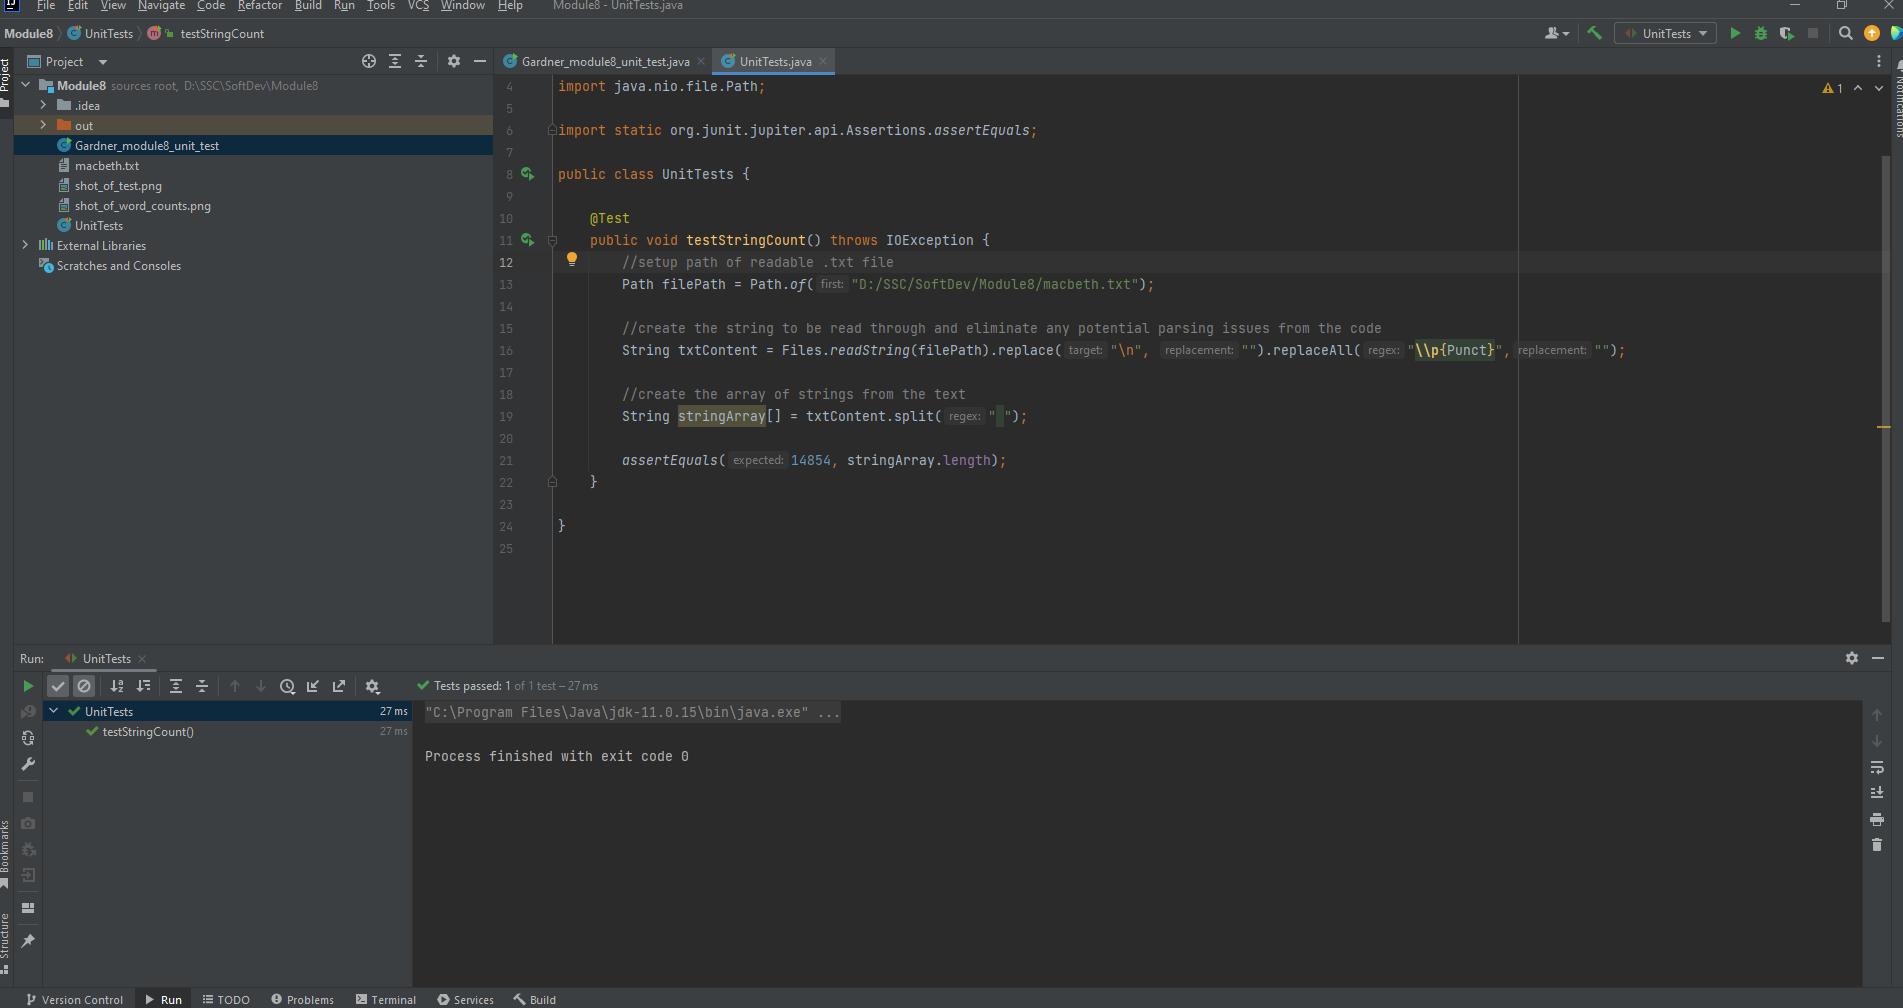 File Edit View Navigate Code Refactor Build Run Tools VCS Window Help Module8 - UnitTests.java
Module8 UnitTests testStringCount
UnitTests
Project
Project
Gardner_module8_unit_test.java
UnitTests.java
Notifications
Module8 sources root, D:\SSC\SoftDev\Module8
.idea
out
Gardner_module8_unit_test
macbeth.txt
shot_of_test.png
shot_of_word_counts.png
UnitTests
External Libraries
Scratches and Consoles
1
4 import java.nio.file.Path;
5
6 import static org.junit.jupiter.api.Assertions.assertEquals;
7
8 public class UnitTests {
9
10 @Test
11 public void testStringCount() throws IOException {
12 //setup path of readable .txt file
13 Path filePath = Path.of( first: "D:/SSC/SoftDev/Module8/macbeth.txt");
14
15 //create the string to be read through and eliminate any potential parsing issues from the code
16 String txtContent = Files.readString(filePath).replace( target: "\n", replacement: "").replaceAll( regex: "\\p{Punct}", replacement: "");
17
18 //create the array of strings from the text
19 String stringArray[] = txtContent.split( regex: " ");
20
21 assertEquals( expected: 14854, stringArray.length);
22 }
23
24 }
25
Run: UnitTests
Tests passed: 1 of 1 test – 27 ms
UnitTests 27 ms
testStringCount() 27 ms
"C:\Program Files\Java\jdk-11.0.15\bin\java.exe" ...
Process finished with exit code 0
Bookmarks
Structure
Version Control Run TODO Problems Terminal Services Build